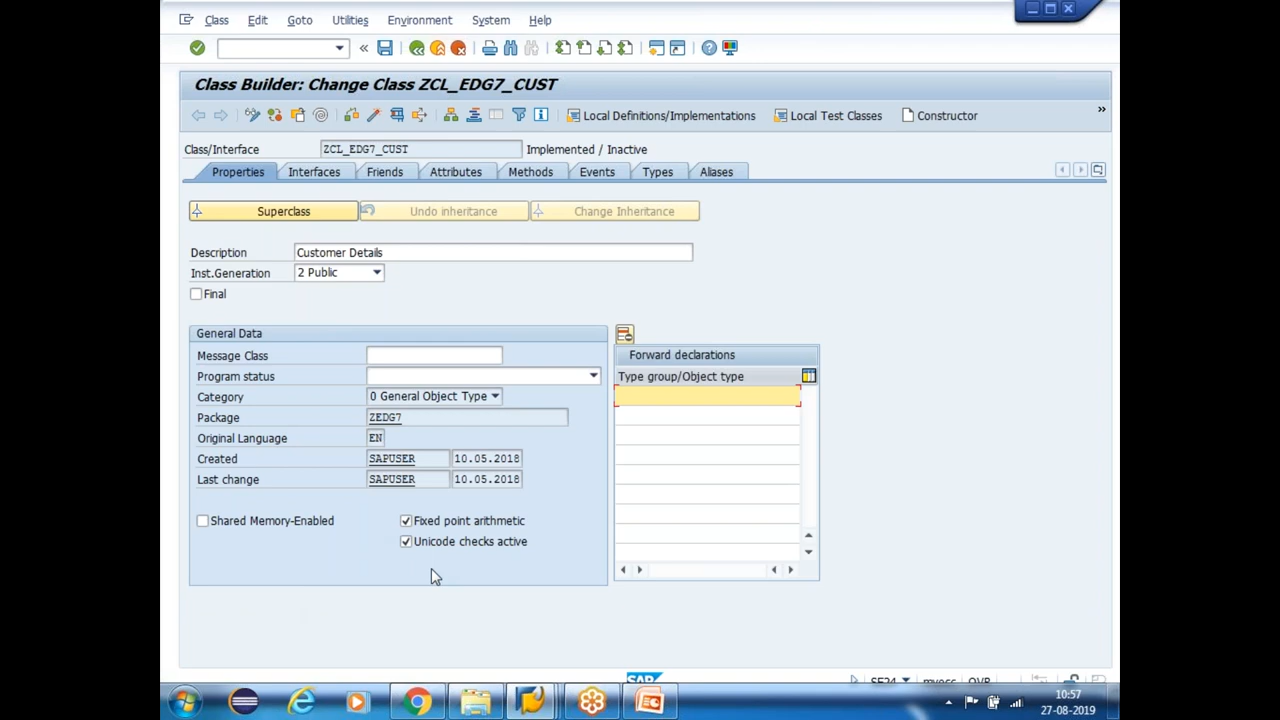 Class Edit Goto Utilities Environment System Help
Class Builder: Change Class ZCL_EDG7_CUST
Local Definitions/Implementations Local Test Classes Constructor
Class/Interface ZCL_EDG7_CUST Implemented / Inactive
Properties Interfaces Friends Attributes Methods Events Types Aliases
Superclass Undo inheritance Change Inheritance
Description Customer Details
Inst.Generation 2 Public
Final
General Data
Message Class
Program status
Category 0 General Object Type
Package ZEDG7
Original Language EN
Created SAPUSER 10.05.2018
Last change SAPUSER 10.05.2018
Shared Memory-Enabled Fixed point arithmetic
Unicode checks active
Forward declarations
Type group/Object type
SAP
SE24 myecc OVR
10:57
27-08-2019